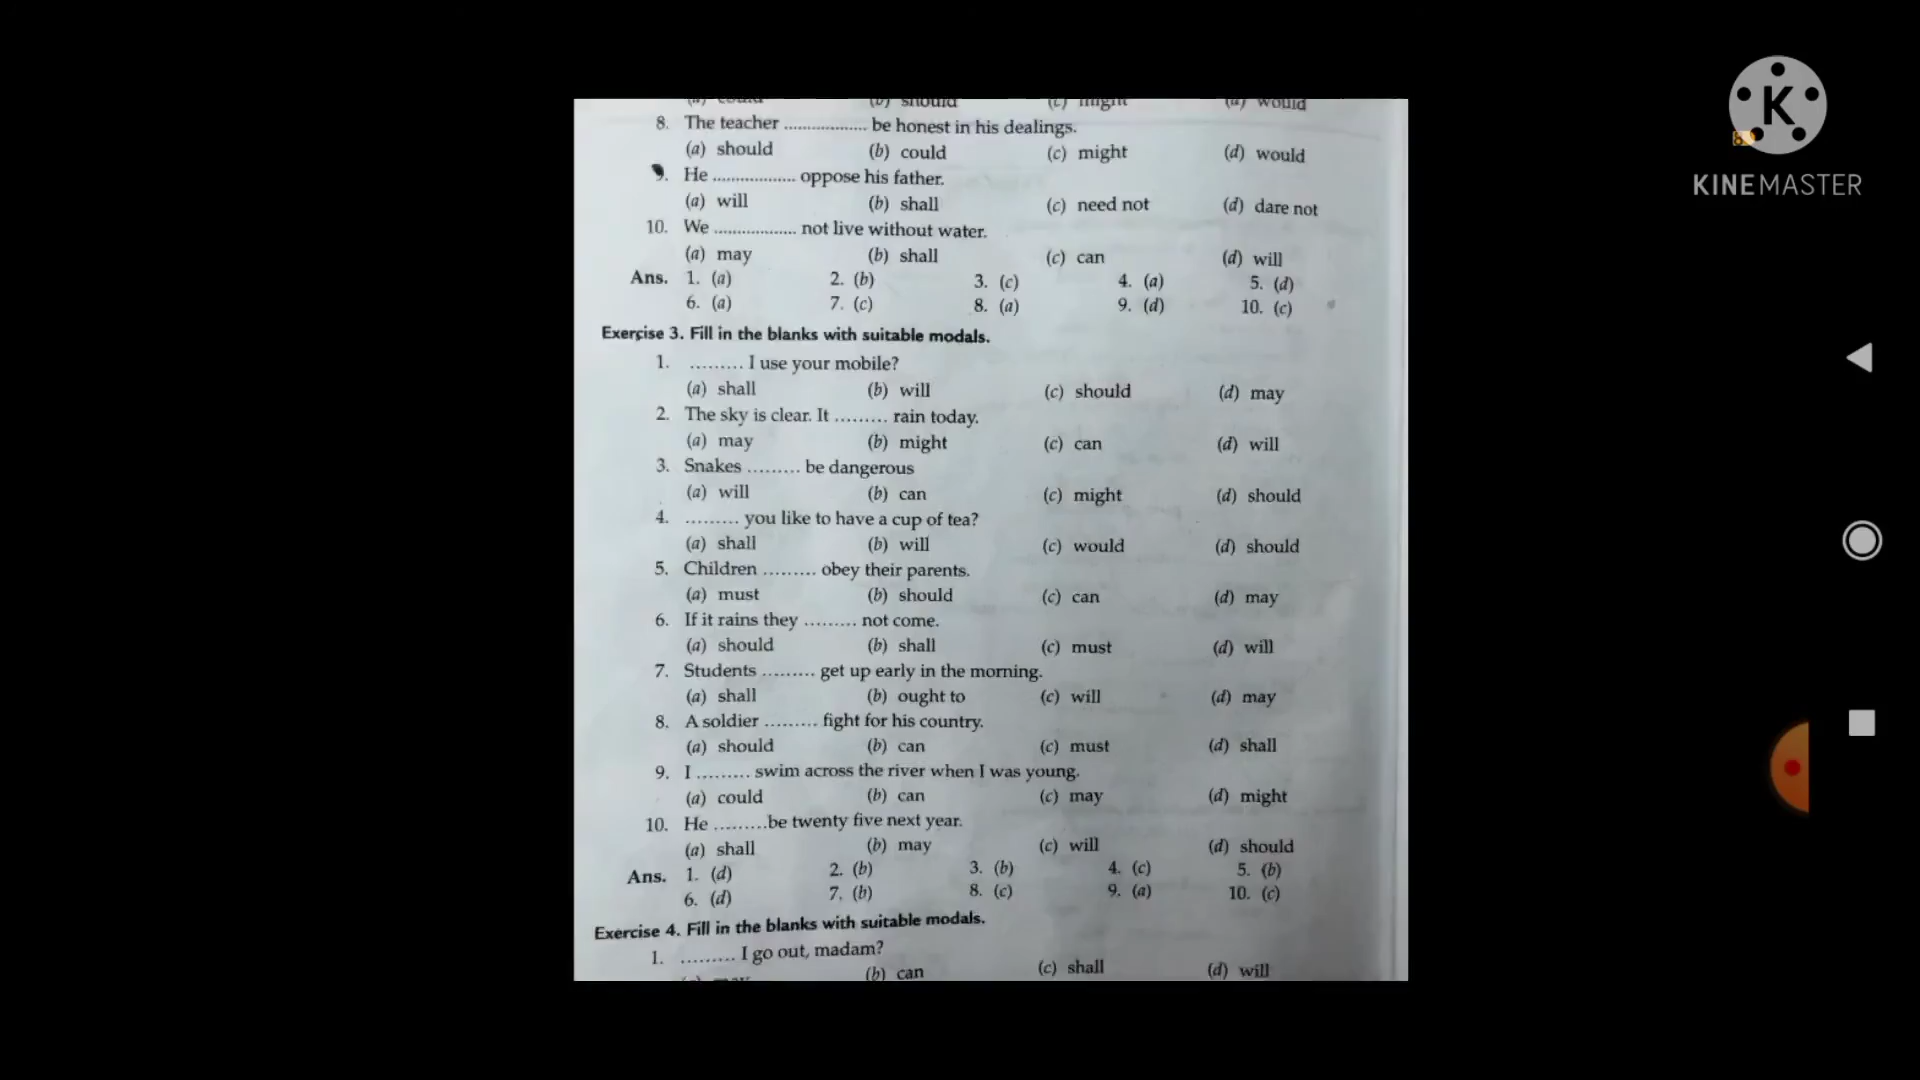 (a) could (b) should (c) might (d) would
8. The teacher .................. be honest in his dealings.
(a) should (b) could (c) might (d) would
9. He .................. oppose his father.
(a) will (b) shall (c) need not (d) dare not
10. We .................. not live without water.
(a) may (b) shall (c) can (d) will
Ans. 1. (a) 2. (b) 3. (c) 4. (a) 5. (d)
6. (a) 7. (c) 8. (a) 9. (d) 10. (c)
Exercise 3. Fill in the blanks with suitable modals.
1. ......... I use your mobile?
(a) shall (b) will (c) should (d) may
2. The sky is clear. It ......... rain today.
(a) may (b) might (c) can (d) will
3. Snakes ......... be dangerous
(a) will (b) can (c) might (d) should
4. ......... you like to have a cup of tea?
(a) shall (b) will (c) would (d) should
5. Children ......... obey their parents.
(a) must (b) should (c) can (d) may
6. If it rains they ......... not come.
(a) should (b) shall (c) must (d) will
7. Students ......... get up early in the morning.
(a) shall (b) ought to (c) will (d) may
8. A soldier ......... fight for his country.
(a) should (b) can (c) must (d) shall
9. I ......... swim across the river when I was young.
(a) could (b) can (c) may (d) might
10. He .........be twenty five next year.
(a) shall (b) may (c) will (d) should
Ans. 1. (d) 2. (b) 3. (b) 4. (c) 5. (b)
6. (d) 7. (b) 8. (c) 9. (a) 10. (c)
Exercise 4. Fill in the blanks with suitable modals.
1. ......... I go out, madam?
(b) can (c) shall (d) will
K
KINEMASTER